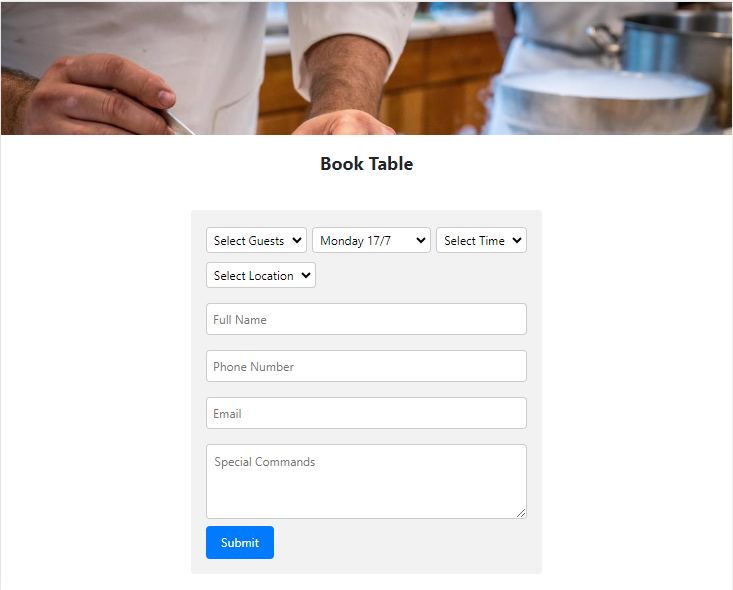 Book Table
Select Guests Monday 17/7 Select Time
Select Location
Full Name
Phone Number
Email
Special Commands
Submit